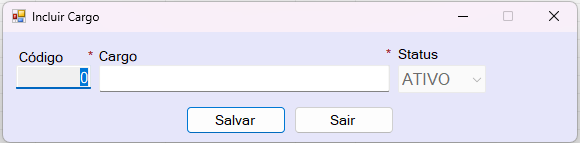 Incluir Cargo
Código * Cargo * Status
0 ATIVO
Salvar Sair